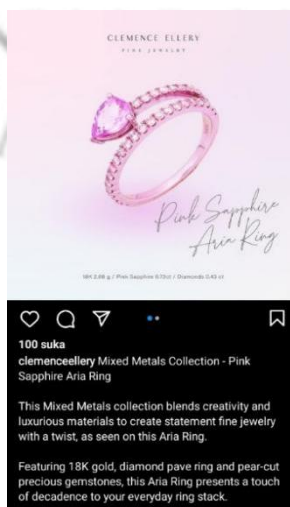 CLEMENCE ELLERY
FINE JEWELRY
Pink Sapphire
Aria Ring
100 suka
clemenceellery Mixed Metals Collection - Pink
Sapphire Aria Ring
This Mixed Metals collection blends creativity and
luxurious materials to create statement fine jewelry
with a twist, as seen on this Aria Ring.
Featuring 18K gold, diamond pave ring and pear-cut
precious gemstones, this Aria Ring presents a touch
of decadence to your everyday ring stack.